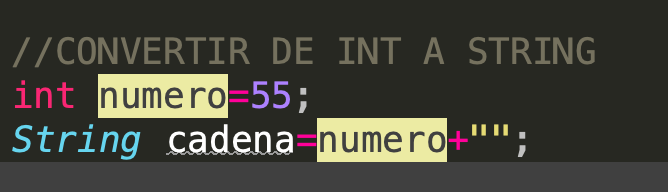 //CONVERTIR DE INT A STRING
int numero=55;
String cadena=numero+"";